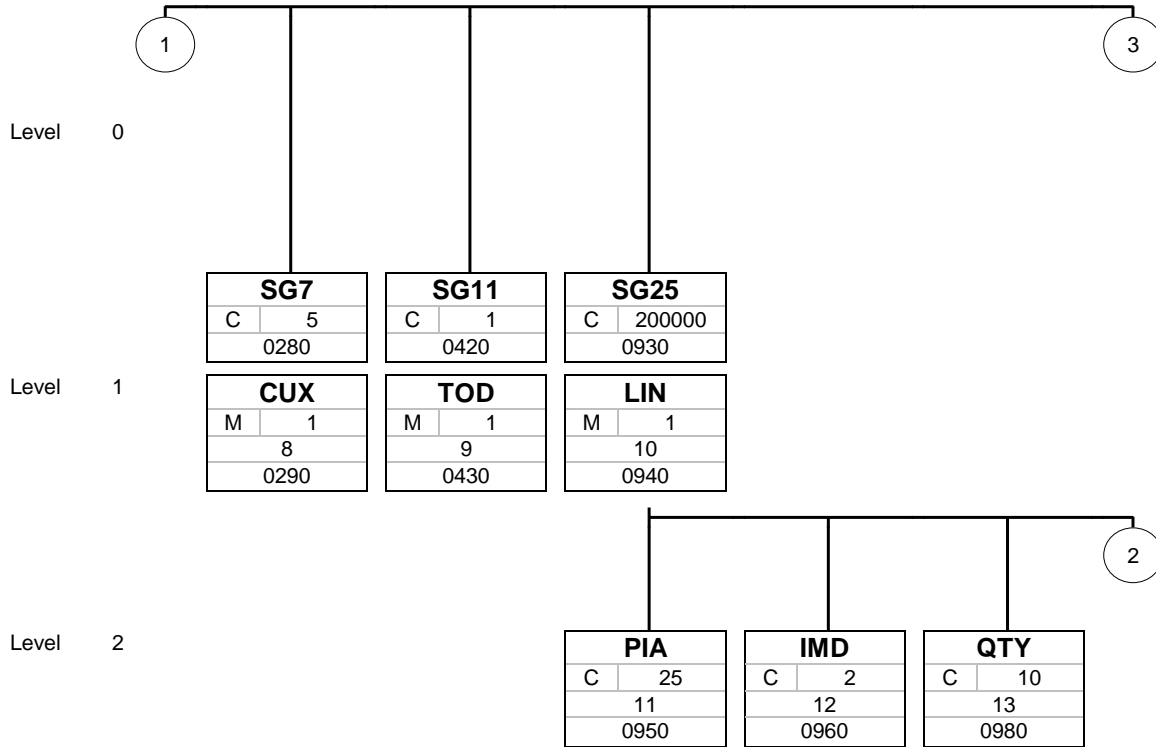 1
3
Level 0
SG7 SG11 SG25
C 5 C 1 C 200000
0280 0420 0930
Level 1
CUX TOD LIN
M 1 M 1 M 1
8 9 10
0290 0430 0940
2
Level 2
PIA IMD QTY
C 25 C 2 C 10
11 12 13
0950 0960 0980